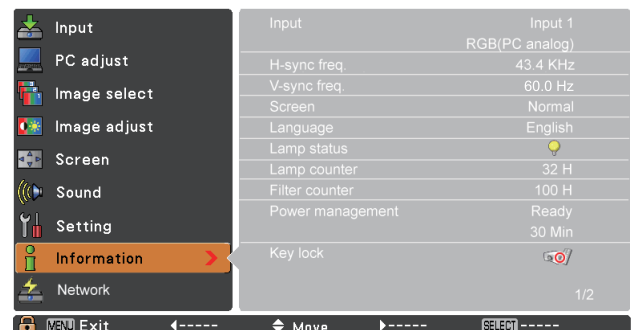 Input
PC adjust
Image select
Image adjust
Screen
Sound
Setting
Information
Network
Input Input 1
RGB(PC analog)
H-sync freq. 43.4 KHz
V-sync freq. 60.0 Hz
Screen Normal
Language English
Lamp status
Lamp counter 32 H
Filter counter 100 H
Power management Ready
30 Min
Key lock
1/2
MENU Exit ----- Move ----- SELECT -----